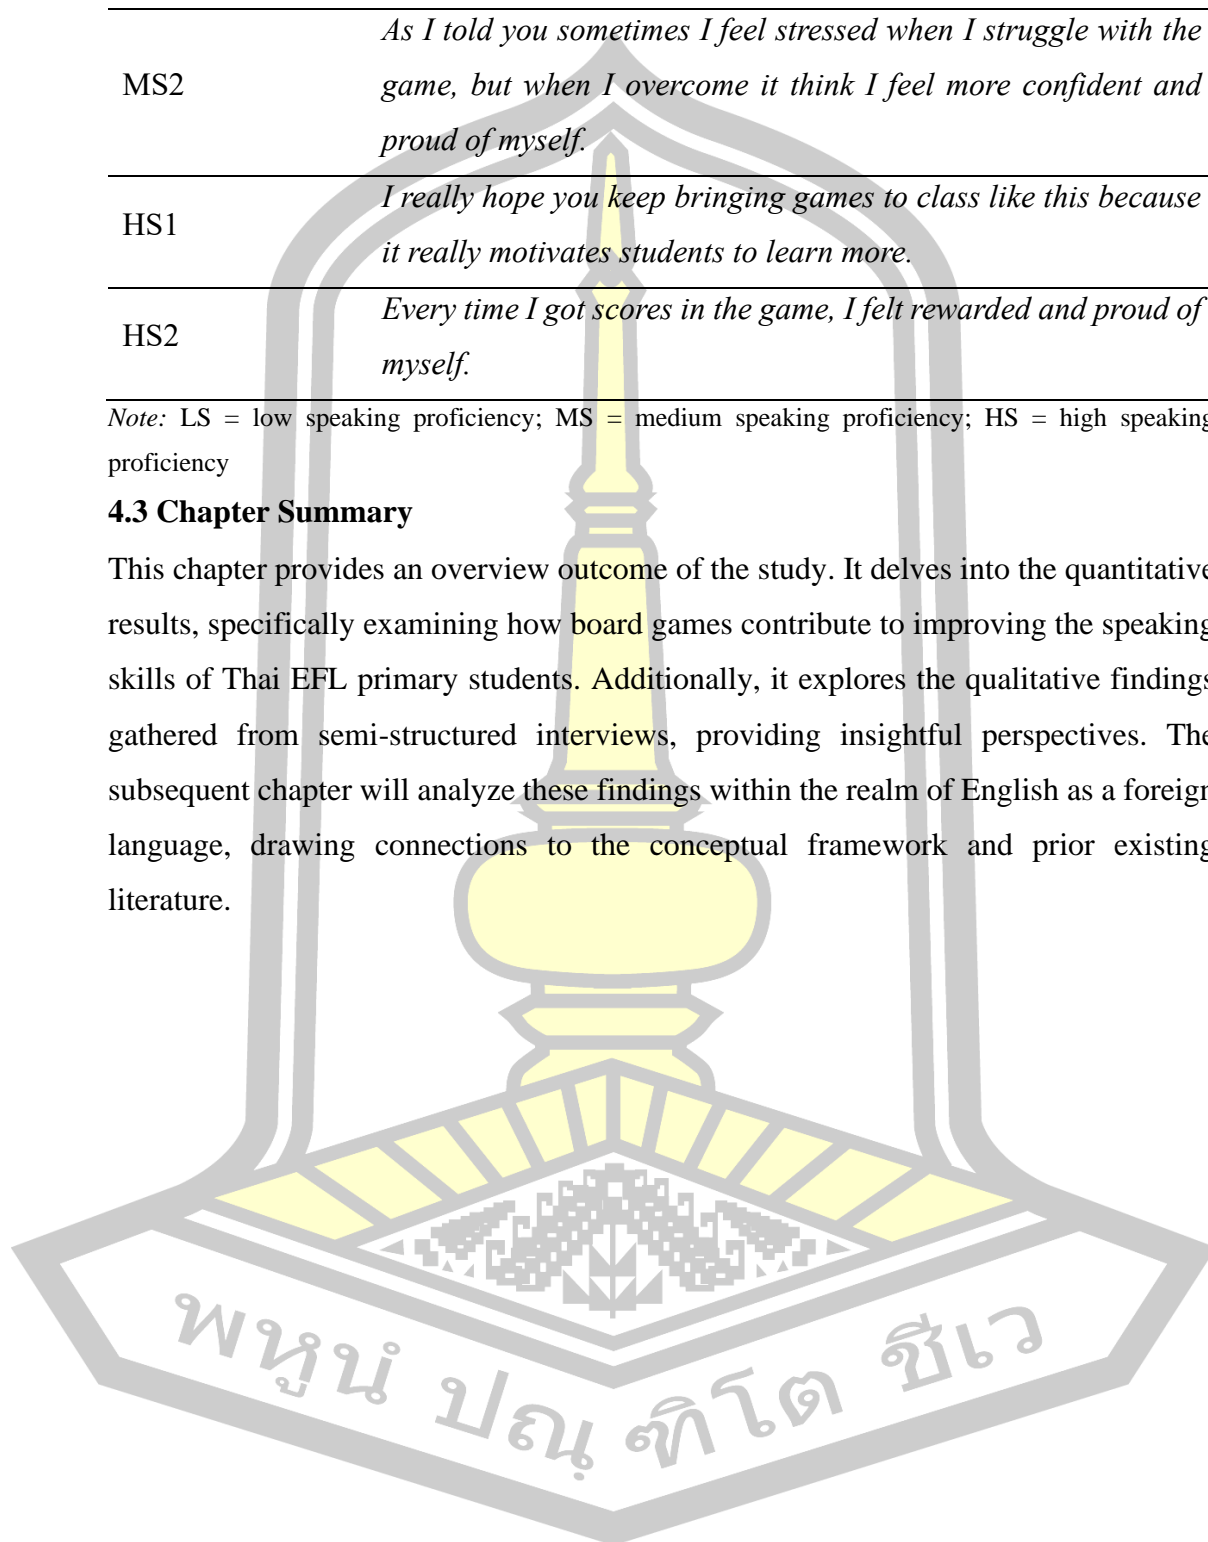 As I told you sometimes I feel stressed when I struggle with the
MS2 game, but when I overcome it think I feel more confident and
proud of myself.
HS1 I really hope you keep bringing games to class like this because
it really motivates students to learn more.
HS2 Every time I got scores in the game, I felt rewarded and proud of
myself.
Note: LS = low speaking proficiency; MS = medium speaking proficiency; HS = high speaking
proficiency
4.3 Chapter Summary
This chapter provides an overview outcome of the study. It delves into the quantitative
results, specifically examining how board games contribute to improving the speaking
skills of Thai EFL primary students. Additionally, it explores the qualitative findings
gathered from semi-structured interviews, providing insightful perspectives. The
subsequent chapter will analyze these findings within the realm of English as a foreign
language, drawing connections to the conceptual framework and prior existing
literature.
พหูนํ ปณฺฑิโต ชีเว